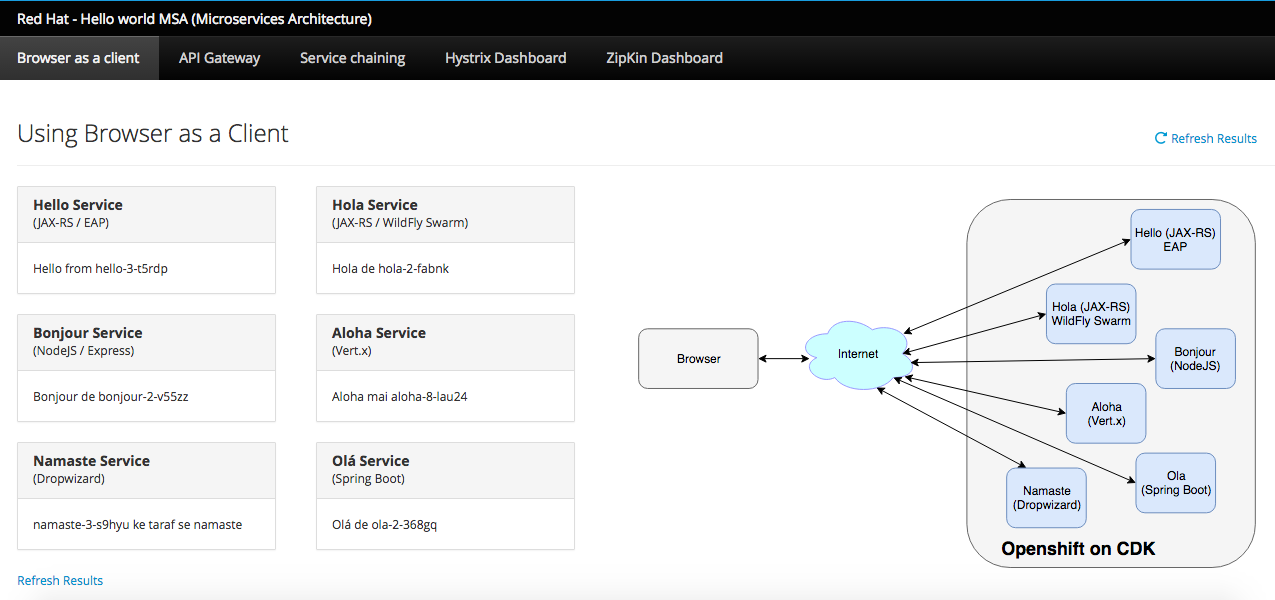 Red Hat - Hello world MSA (Microservices Architecture)
Browser as a client
API Gateway
Service chaining
Hystrix Dashboard
ZipKin Dashboard
Using Browser as a Client
Refresh Results
Hello Service
(JAX-RS / EAP)
Hello from hello-3-t5rdp
Hola Service
(JAX-RS / WildFly Swarm)
Hola de hola-2-fabnk
Bonjour Service
(NodeJS / Express)
Bonjour de bonjour-2-v55zz
Aloha Service
(Vert.x)
Aloha mai aloha-8-lau24
Namaste Service
(Dropwizard)
namaste-3-s9hyu ke taraf se namaste
Olá Service
(Spring Boot)
Olá de ola-2-368gq
Refresh Results
Browser
Internet
Hello (JAX-RS)
EAP
Hola (JAX-RS)
WildFly Swarm
Bonjour
(NodeJS)
Aloha
(Vert.x)
Ola
(Spring Boot)
Namaste
(Dropwizard)
Openshift on CDK